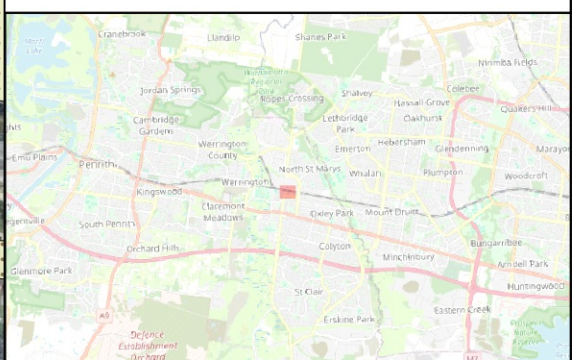 Cranebrook
Llandilo
Shanes Park
Nirimba Fields
Jordan Springs
Ropes Crossing
Shalvey
Hassall Grove
Colebee
Quakers Hill
Cambridge
Gardens
Lethbridge
Park
Oakhurst
Werrington
County
Emerton
Hebersham
Glendenning
Marayo
Emu Plains
Penrith
North St Marys
Whalan
Plumpton
Woodcroft
Kingswood
Werrington
Claremont
Meadows
Oxley Park
Mount Druitt
South Penrith
Orchard Hills
Colyton
Minchinbury
Bungarribee
Arndell Park
Glenmore Park
St Clair
Huntingwood
Eastern Creek
Erskine Park
Defence
Establishment
Orchard
M7